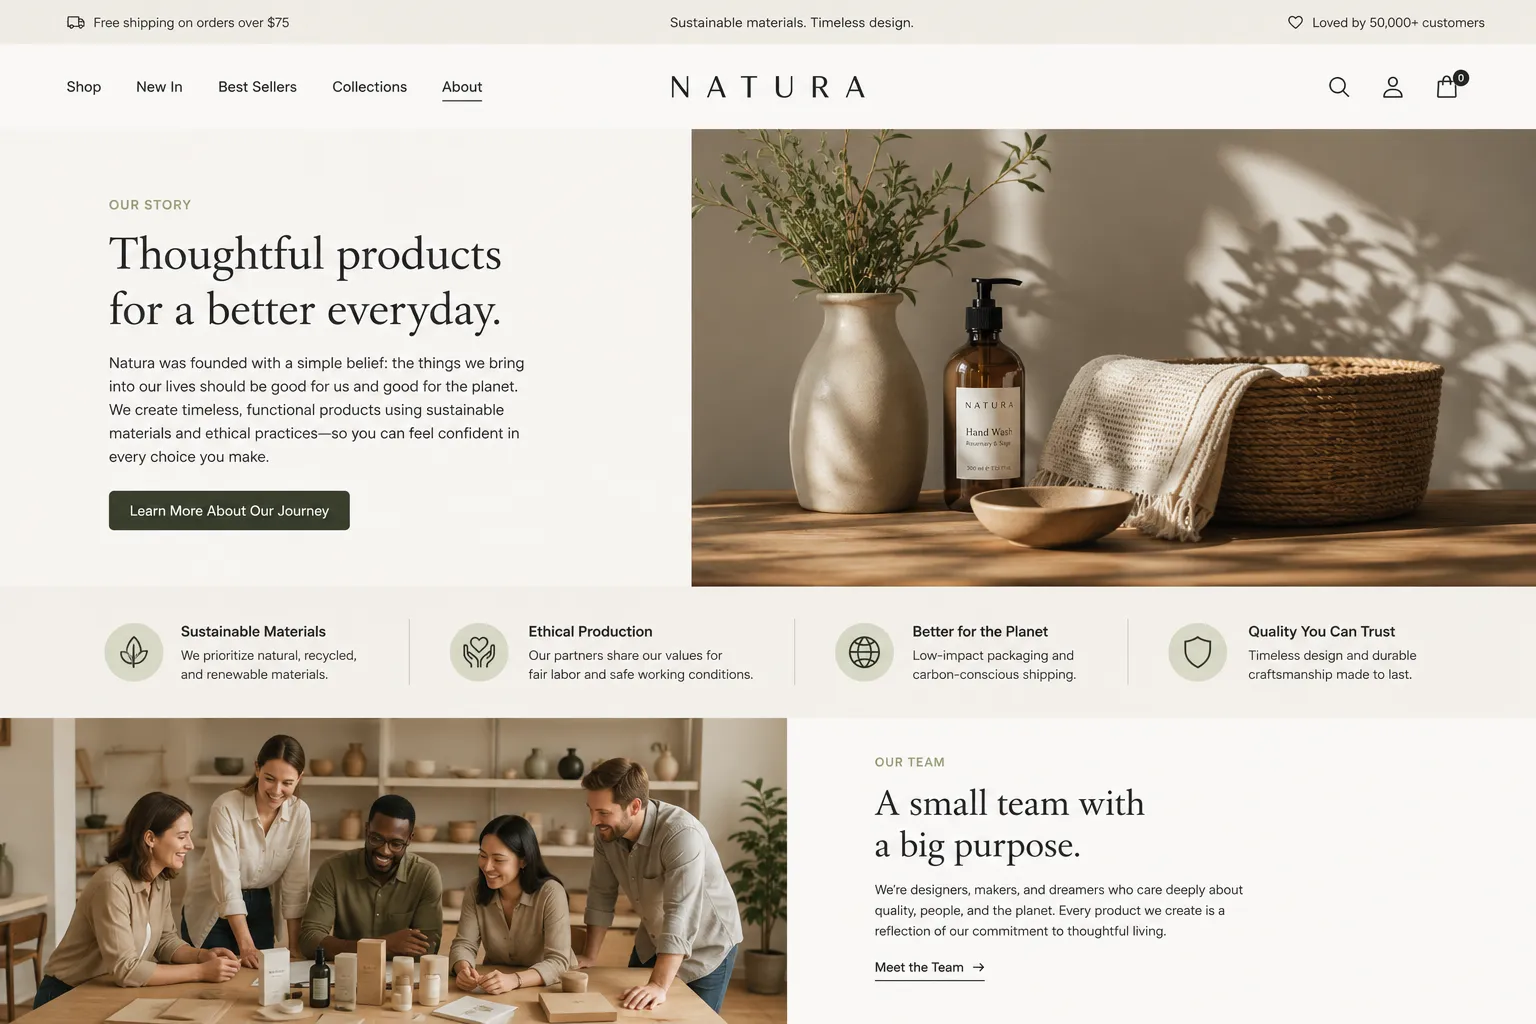 Free shipping on orders over $75
Sustainable materials. Timeless design.
Loved by 50,000+ customers
Shop
New In
Best Sellers
Collections
About
NATURA
0
OUR STORY
Thoughtful products
for a better everyday.
Natura was founded with a simple belief: the things we bring
into our lives should be good for us and good for the planet.
We create timeless, functional products using sustainable
materials and ethical practices—so you can feel confident in
every choice you make.
Learn More About Our Journey
NATURA
Hand Wash
Rosemary & Sage
Sustainable Materials
We prioritize natural, recycled,
and renewable materials.
Ethical Production
Our partners share our values for
fair labor and safe working conditions.
Better for the Planet
Low-impact packaging and
carbon-conscious shipping.
Quality You Can Trust
Timeless design and durable
craftsmanship made to last.
OUR TEAM
A small team with
a big purpose.
We're designers, makers, and dreamers who care deeply about
quality, people, and the planet. Every product we create is a
reflection of our commitment to thoughtful living.
Meet the Team →